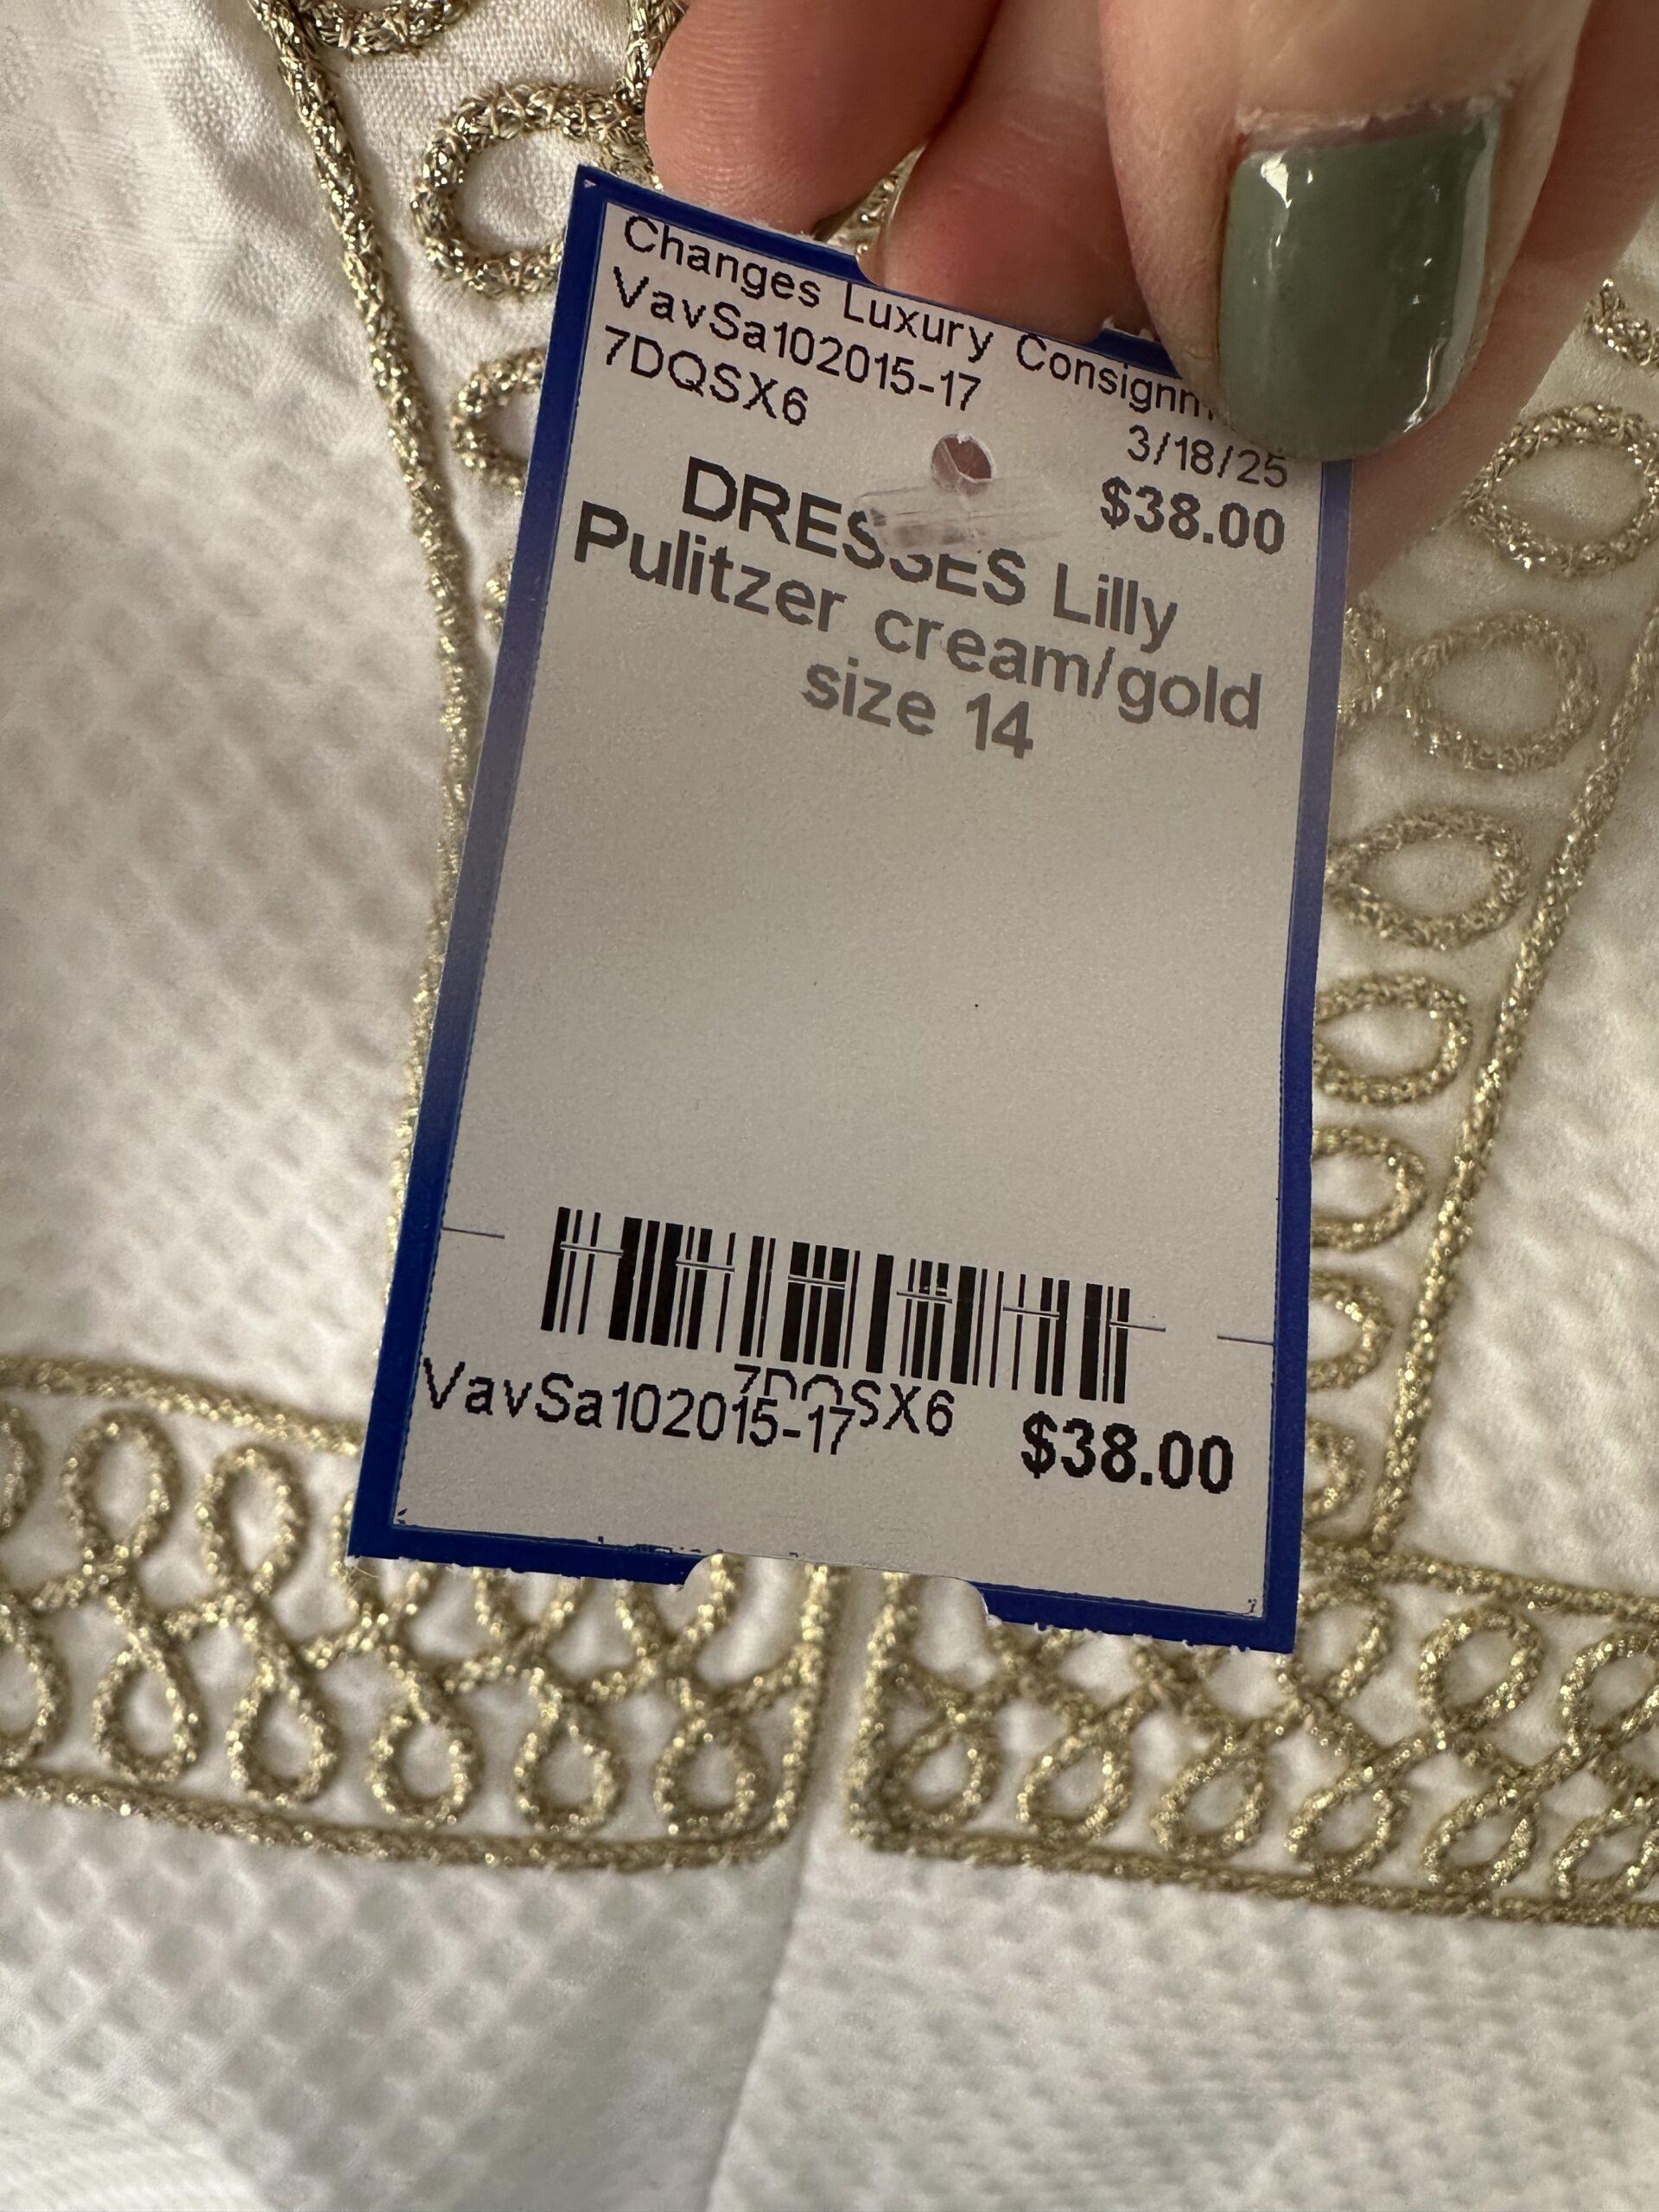 Changes Luxury
VavSa102015-17
7DQSX6
3/18/25
$38.00
DRESSES Lilly
Pulitzer cream/gold
size 14
7DQSX6
VavSa102015-17
$38.00